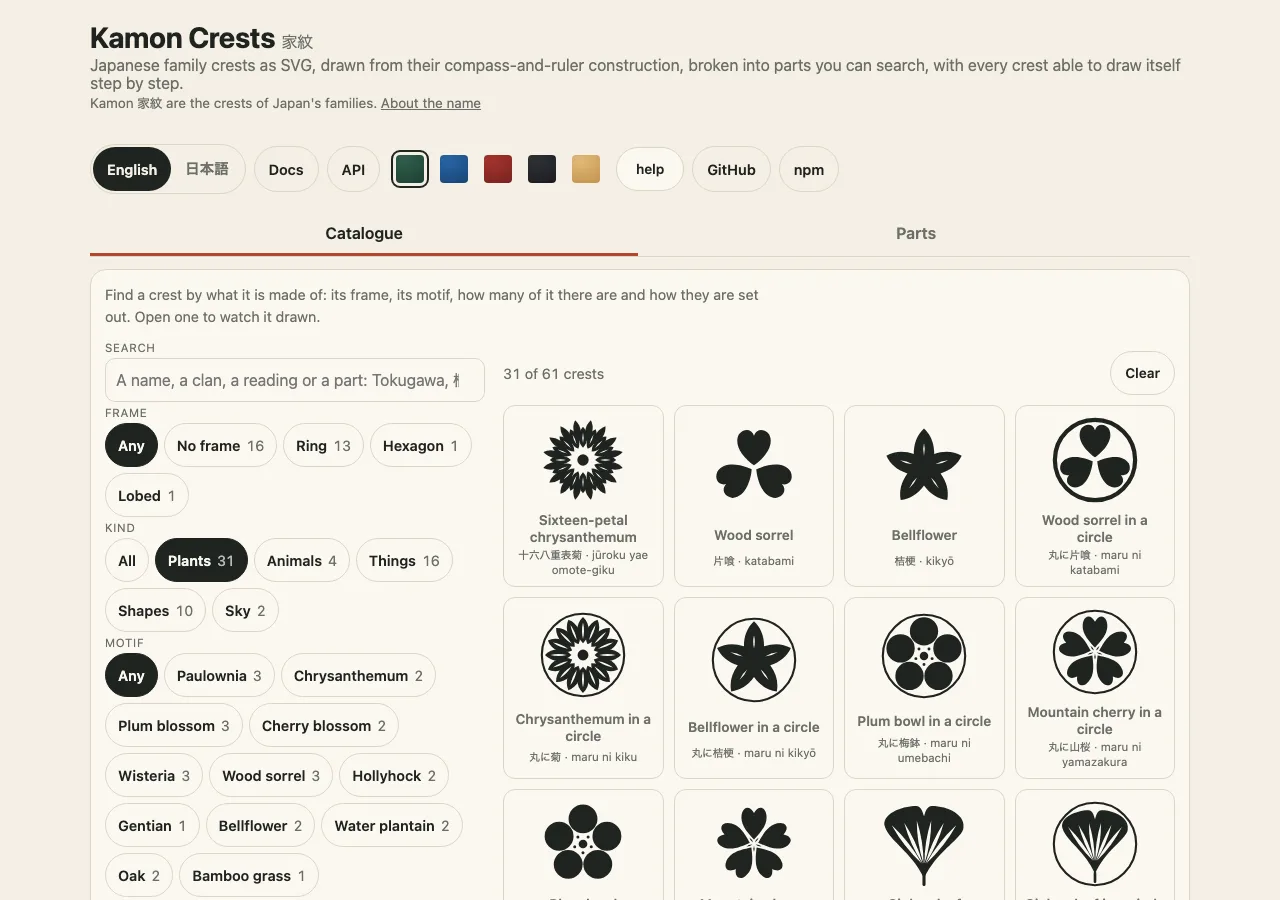 Kamon Crests 家紋
Japanese family crests as SVG, drawn from their compass-and-ruler construction, broken into parts you can search, with every crest able to draw itself
step by step.
Kamon 家紋 are the crests of Japan's families. About the name
English 日本語 Docs API help GitHub npm
Catalogue Parts
Find a crest by what it is made of: its frame, its motif, how many of it there are and how they are set
out. Open one to watch it drawn.
SEARCH
A name, a clan, a reading or a part: Tokugawa,
31 of 61 crests
Clear
FRAME
Any No frame 16 Ring 13 Hexagon 1
Lobed 1
KIND
All Plants 31 Animals 4 Things 16
Shapes 10 Sky 2
MOTIF
Any Paulownia 3 Chrysanthemum 2
Plum blossom 3 Cherry blossom 2
Wisteria 3 Wood sorrel 3 Hollyhock 2
Gentian 1 Bellflower 2 Water plantain 2
Oak 2 Bamboo grass 1
Sixteen-petal
chrysanthemum
十六八重表菊 · jūroku yae
omote-giku
Wood sorrel
片喰 · katabami
Bellflower
桔梗 · kikyō
Wood sorrel in a
circle
丸に片喰 · maru ni
katabami
Chrysanthemum in a
circle
丸に菊 · maru ni kiku
Bellflower in a circle
丸に桔梗 · maru ni kikyō
Plum bowl in a circle
丸に梅鉢 · maru ni
umebachi
Mountain cherry in a
circle
丸に山桜 · maru ni
yamazakura